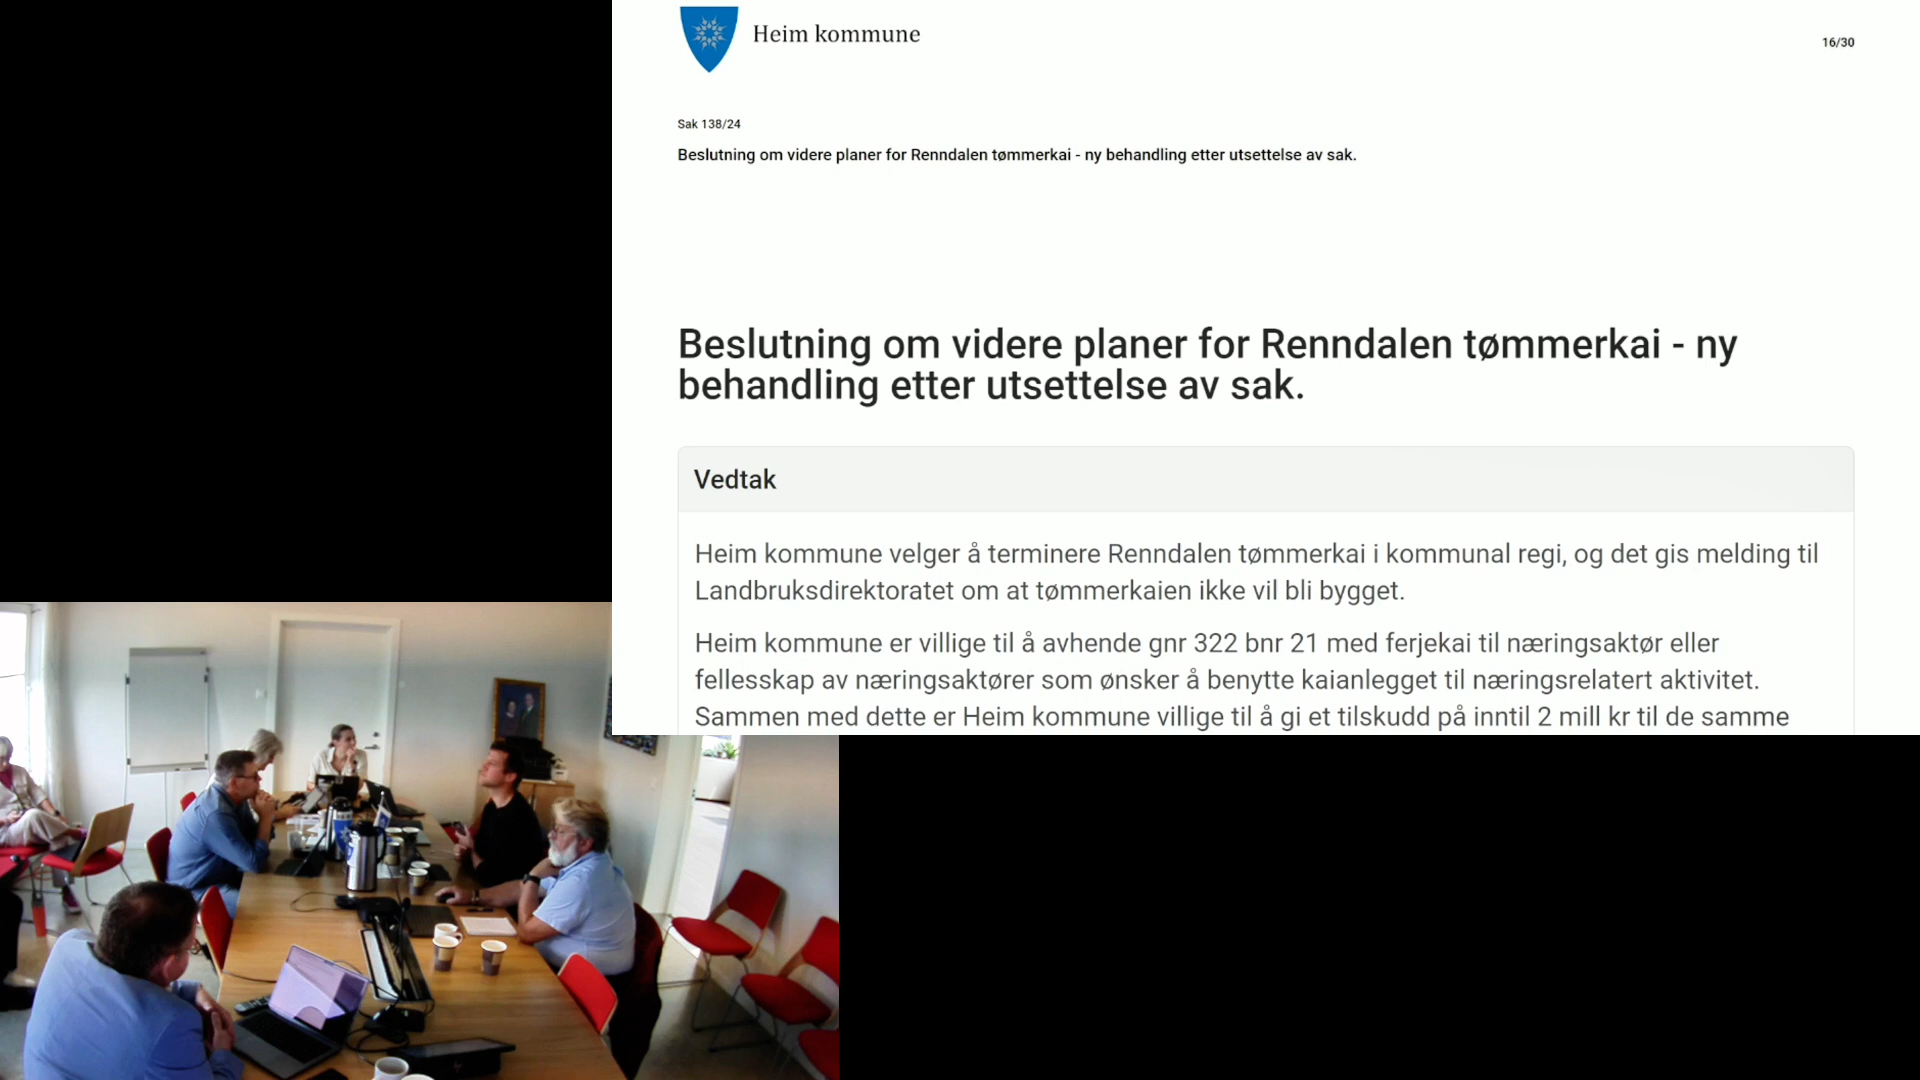 Heim kommune
16/30
Sak 138/24
Beslutning om videre planer for Renndalen tømmerkai - ny behandling etter utsettelse av sak.
Beslutning om videre planer for Renndalen tømmerkai - ny
behandling etter utsettelse av sak.
Vedtak
Heim kommune velger å terminere Renndalen tømmerkai i kommunal regi, og det gis melding til
Landbruksdirektoratet om at tømmerkaien ikke vil bli bygget.
Heim kommune er villige til å avhende gnr 322 bnr 21 med ferjekai til næringsaktør eller
fellesskap av næringsaktører som ønsker å benytte kaianlegget til næringsrelatert aktivitet.
Sammen med dette er Heim kommune villige til å gi et tilskudd på inntil 2 mill kr til de samme